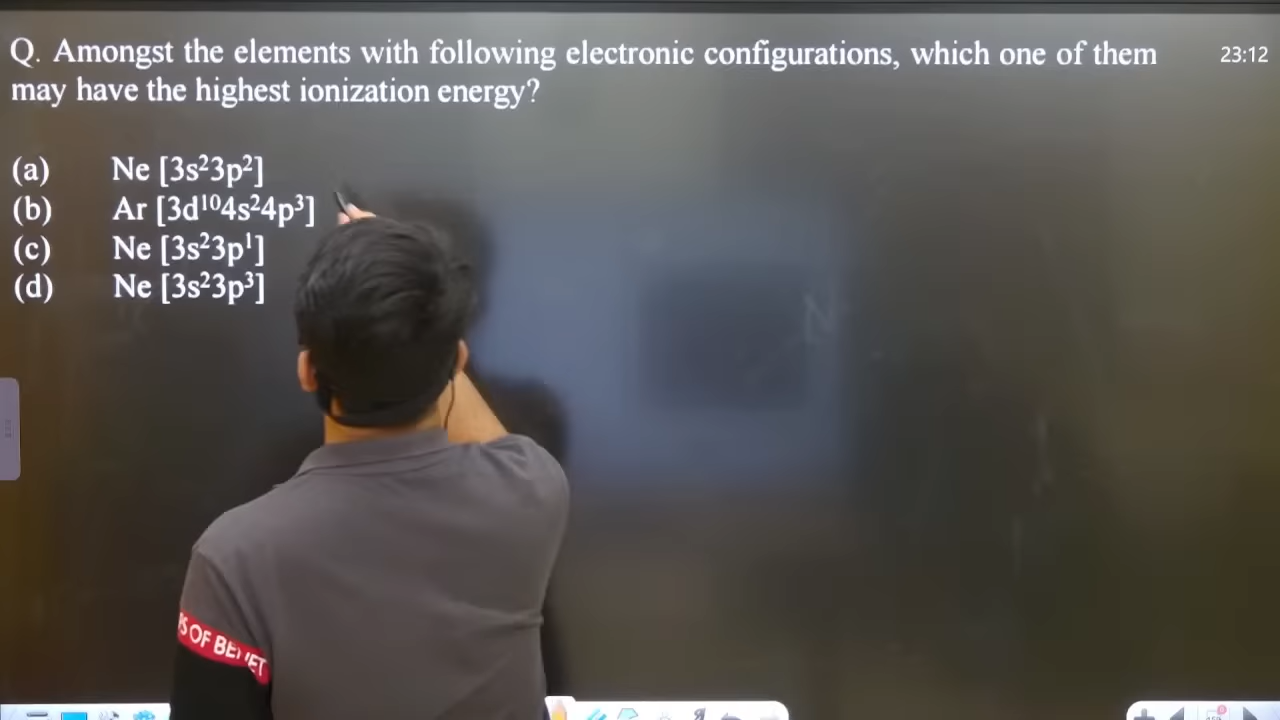 Q. Amongst the elements with following electronic configurations, which one of them
may have the highest ionization energy?
23:12
(a) Ne [3s²3p²]
(b) Ar [3d¹⁰4s²4p³]
(c) Ne [3s²3p¹]
(d) Ne [3s²3p³]
N